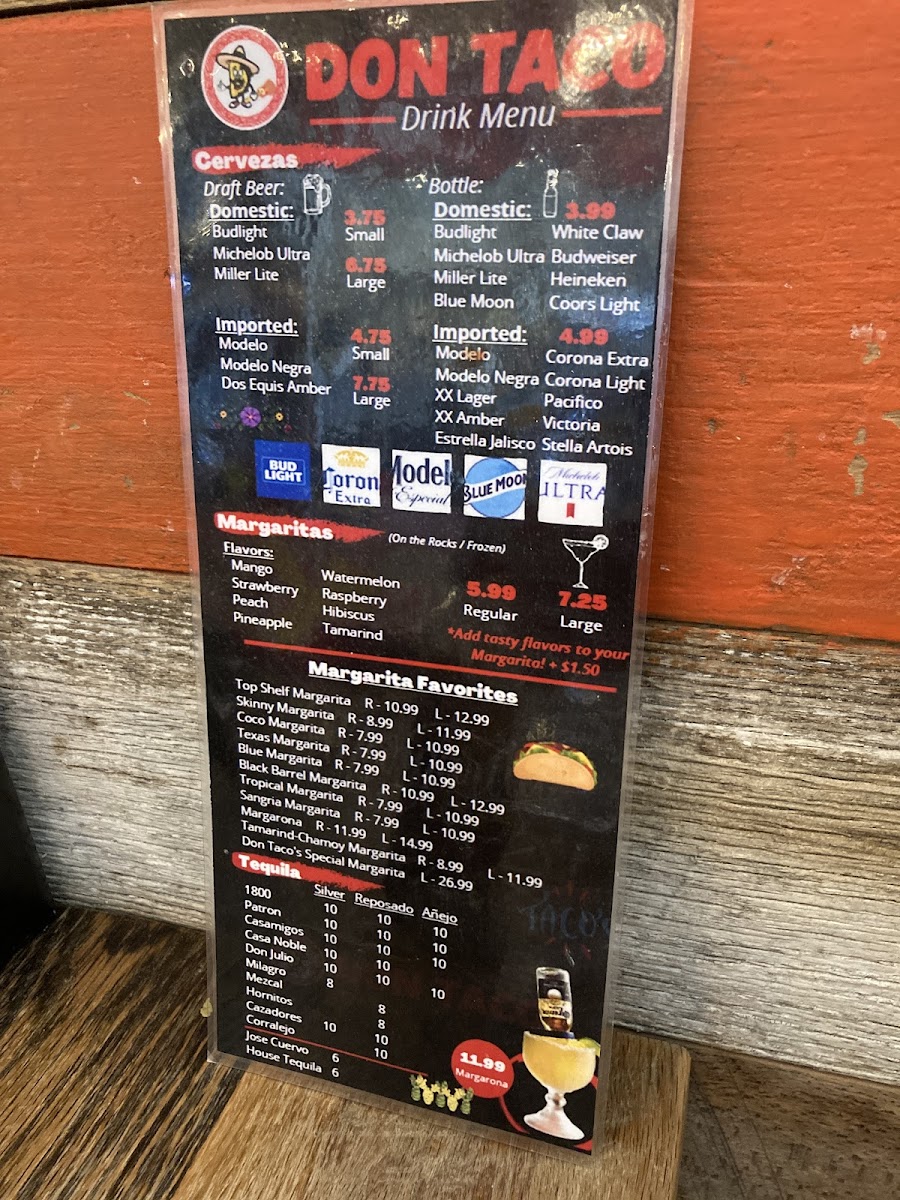 DON TACO
Drink Menu
Cervezas
Draft Beer:
Domestic:
Budlight
Michelob Ultra
Miller Lite
3.75
Small
6.75
Large
Imported:
Modelo
Modelo Negra
Dos Equis Amber
4.75
Small
7.75
Large
Bottle:
Domestic: 3.99
Budlight White Claw
Michelob Ultra Budweiser
Miller Lite Heineken
Blue Moon Coors Light
Imported: 4.99
Modelo Corona Extra
Modelo Negra Corona Light
XX Lager Pacifico
XX Amber Victoria
Estrella Jalisco Stella Artois
BUD
LIGHT
Coron
Extra
Model
Especial
BLUE MOON
Michelob
ULTRA
Margaritas (On the Rocks / Frozen)
Flavors:
Mango
Strawberry
Peach
Pineapple
Watermelon
Raspberry
Hibiscus
Tamarind
5.99
Regular
7.25
Large
*Add tasty flavors to your
Margarita! + $1.50
Margarita Favorites
Top Shelf Margarita R - 10.99 L - 12.99
Skinny Margarita R - 8.99 L - 11.99
Coco Margarita R - 7.99 L - 10.99
Texas Margarita R - 7.99 L - 10.99
Blue Margarita R - 7.99 L - 10.99
Black Barrel Margarita R - 10.99 L - 12.99
Tropical Margarita R - 7.99 L - 10.99
Sangria Margarita R - 7.99 L - 10.99
Margarona R - 11.99 L - 14.99
Tamarind-Chamoy Margarita R - 8.99 L - 11.99
Don Taco's Special Margarita L - 26.99
Tequila
Silver Reposado Añejo
1800 10 10 10
Patron 10 10 10
Casamigos 10 10 10
Casa Noble 10 10
Don Julio 10 10 10
Milagro 8
Mezcal
Hornitos 8
Cazadores 8
Corralejo 10 10
Jose Cuervo 6 10
House Tequila 6
11.99
Margarona